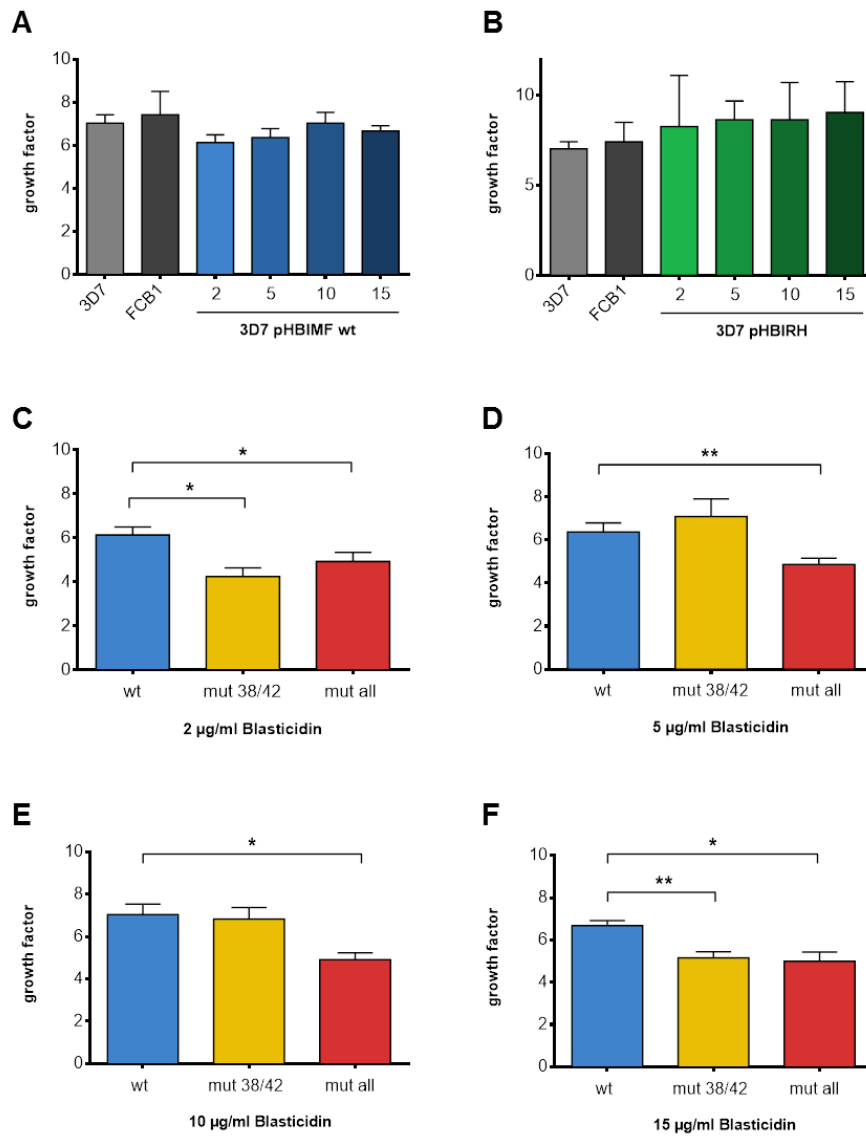 A
growth factor
10
8
6
4
2
0
3D7
FCB1
2
5
10
15
3D7 pHBIMF wt
B
growth factor
10
5
0
3D7
FCB1
2
5
10
15
3D7 pHBIRH
C
growth factor
10
8
6
4
2
0
*
*
wt
mut 38/42
mut all
2 µg/ml Blasticidin
D
growth factor
10
8
6
4
2
0
**
wt
mut 38/42
mut all
5 µg/ml Blasticidin
E
growth factor
10
8
6
4
2
0
*
wt
mut 38/42
mut all
10 µg/ml Blasticidin
F
growth factor
10
8
6
4
2
0
*
**
wt
mut 38/42
mut all
15 µg/ml Blasticidin